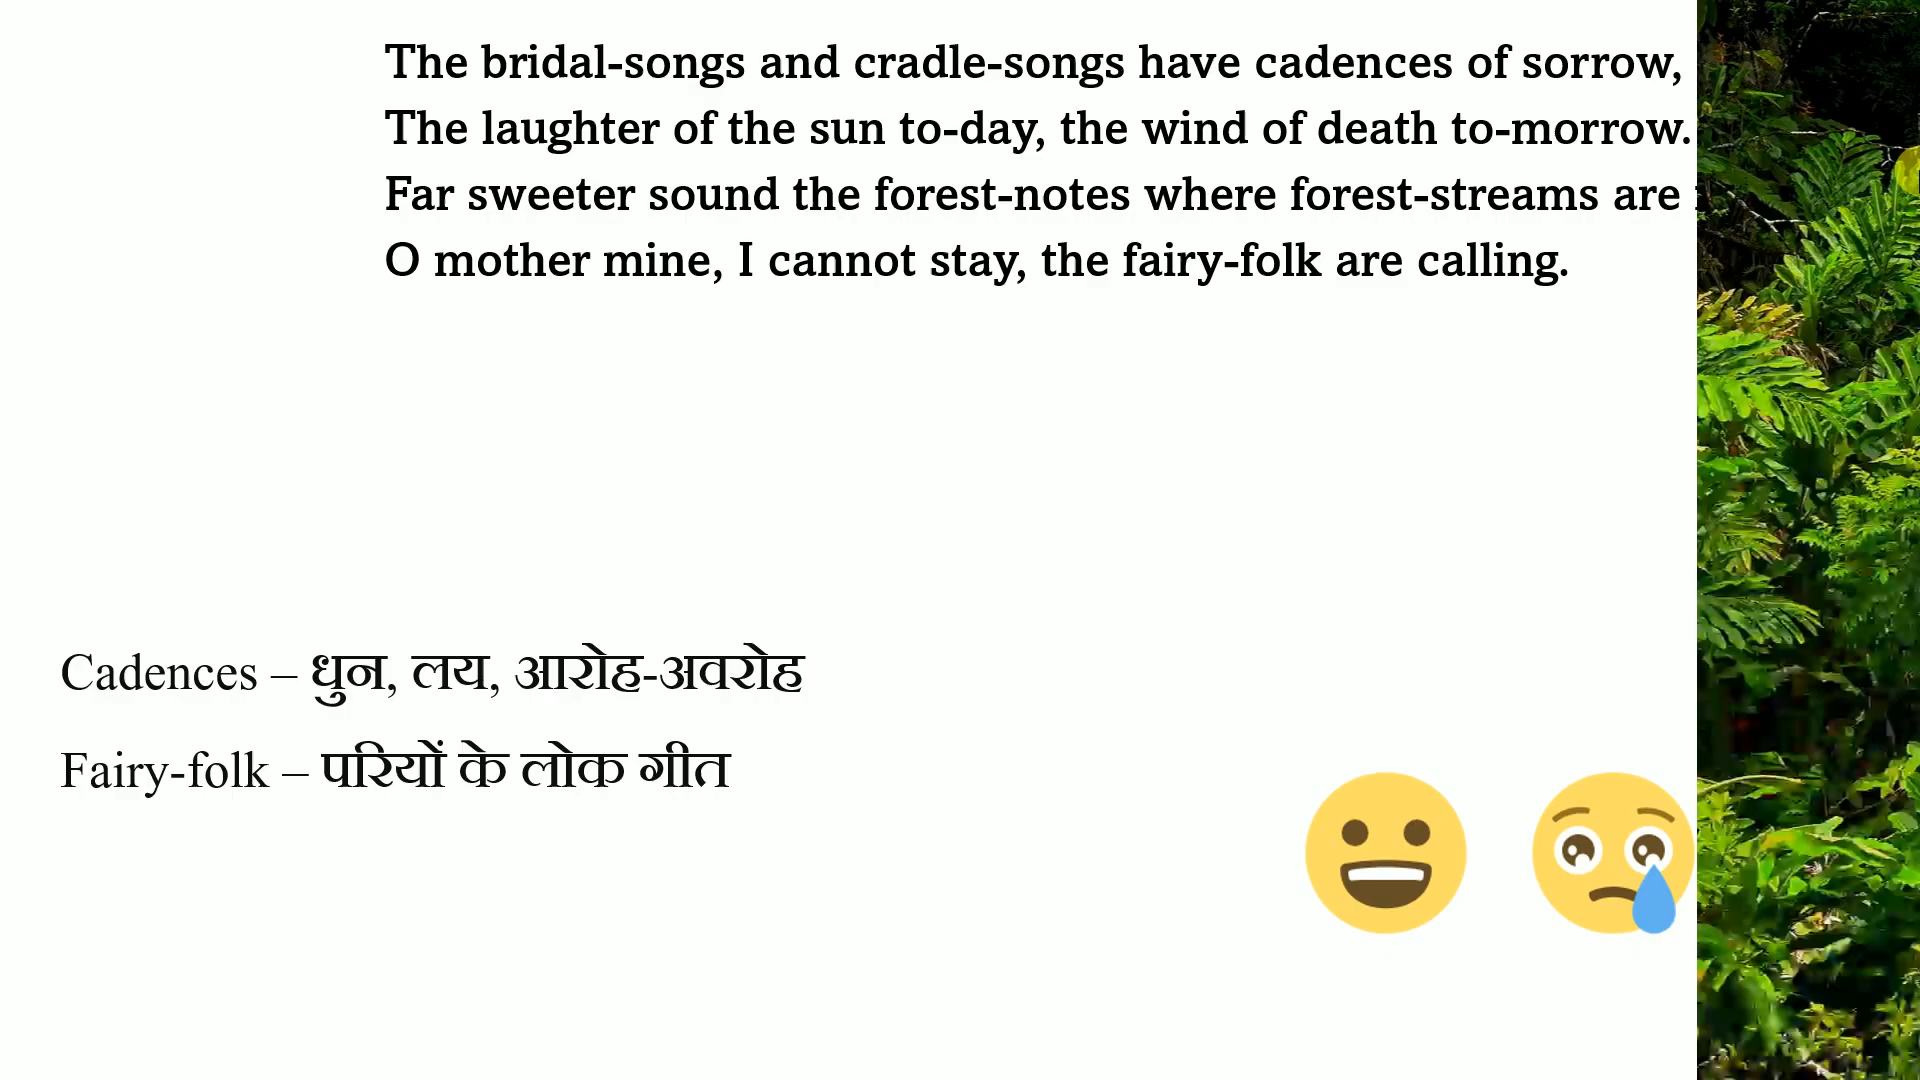 The bridal-songs and cradle-songs have cadences of sorrow,
The laughter of the sun to-day, the wind of death to-morrow.
Far sweeter sound the forest-notes where forest-streams are
O mother mine, I cannot stay, the fairy-folk are calling.
Cadences – धुन, लय, आरोह-अवरोह
Fairy-folk – परियों के लोक गीत